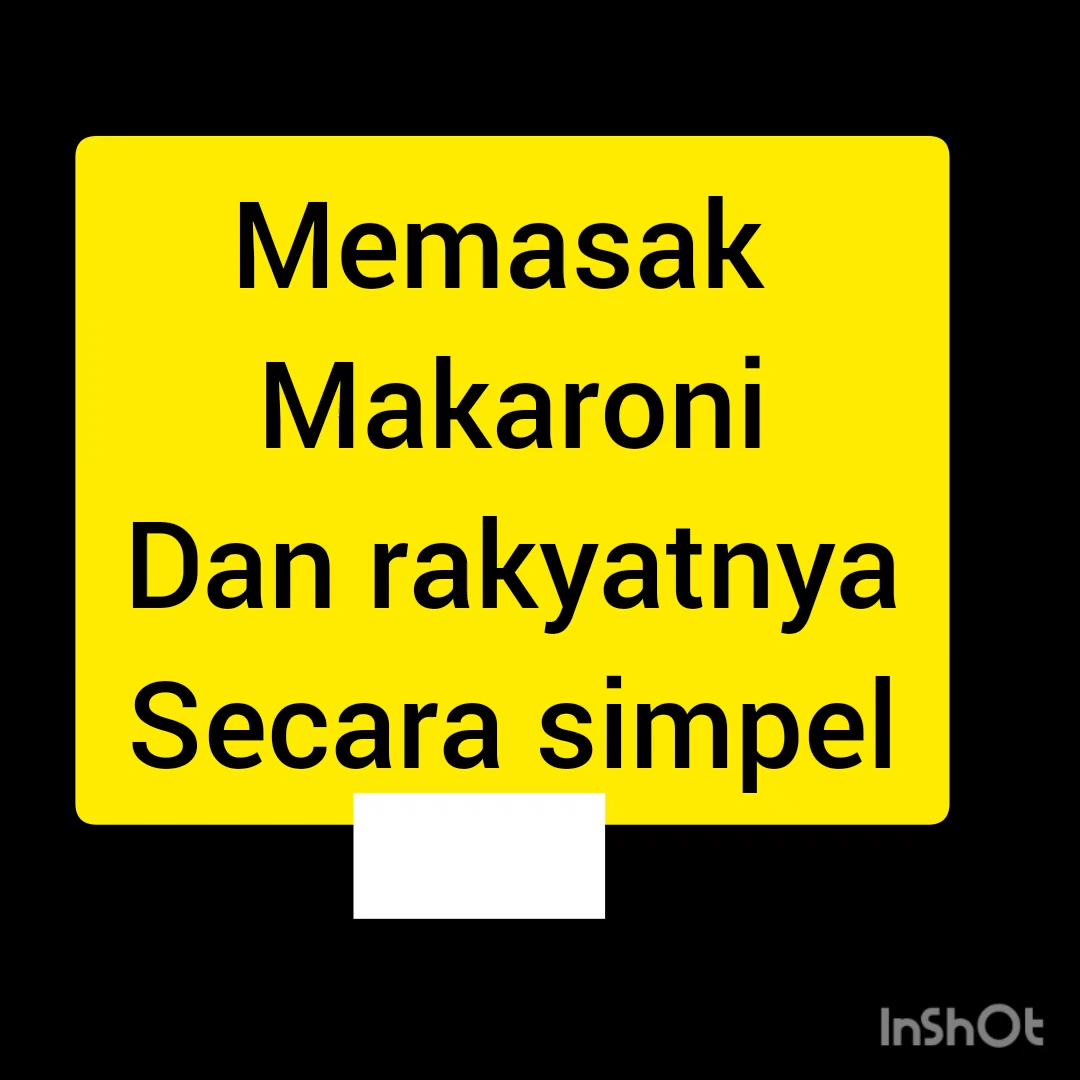 Memasak
Makaroni
Dan rakyatnya
Secara simpel
InShOt